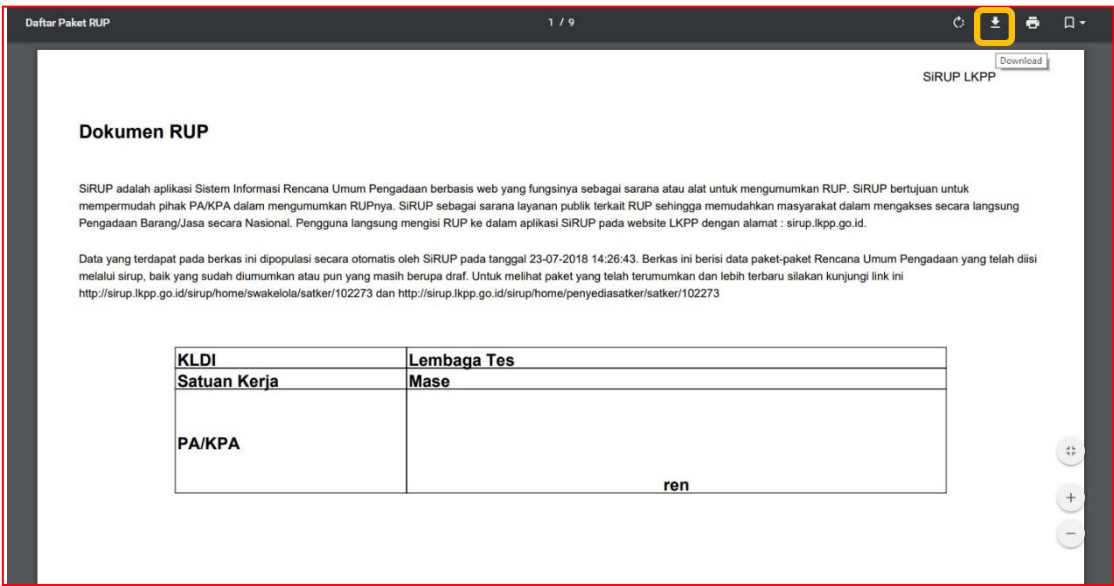 Daftar Paket RUP
1 / 9
Download
SiRUP LKPP
Dokumen RUP
SiRUP adalah aplikasi Sistem Informasi Rencana Umum Pengadaan berbasis web yang fungsinya sebagai sarana atau alat untuk mengumumkan RUP. SiRUP bertujuan untuk
mempermudah pihak PA/KPA dalam mengumumkan RUPnya. SiRUP sebagai sarana layanan publik terkait RUP sehingga memudahkan masyarakat dalam mengakses secara langsung
Pengadaan Barang/Jasa secara Nasional. Pengguna langsung mengisi RUP ke dalam aplikasi SiRUP pada website LKPP dengan alamat : sirup.lkpp.go.id.
Data yang terdapat pada berkas ini dipopulasi secara otomatis oleh SiRUP pada tanggal 23-07-2018 14:26:43. Berkas ini berisi data paket-paket Rencana Umum Pengadaan yang telah diisi
melalui sirup, baik yang sudah diumumkan atau pun yang masih berupa draf. Untuk melihat paket yang telah terumumkan dan lebih terbaru silakan kunjungi link ini
http://sirup.lkpp.go.id/sirup/home/swakelola/satker/102273 dan http://sirup.lkpp.go.id/sirup/home/penyediasatker/satker/102273
KLDI Lembaga Tes
Satuan Kerja Mase
PA/KPA
ren